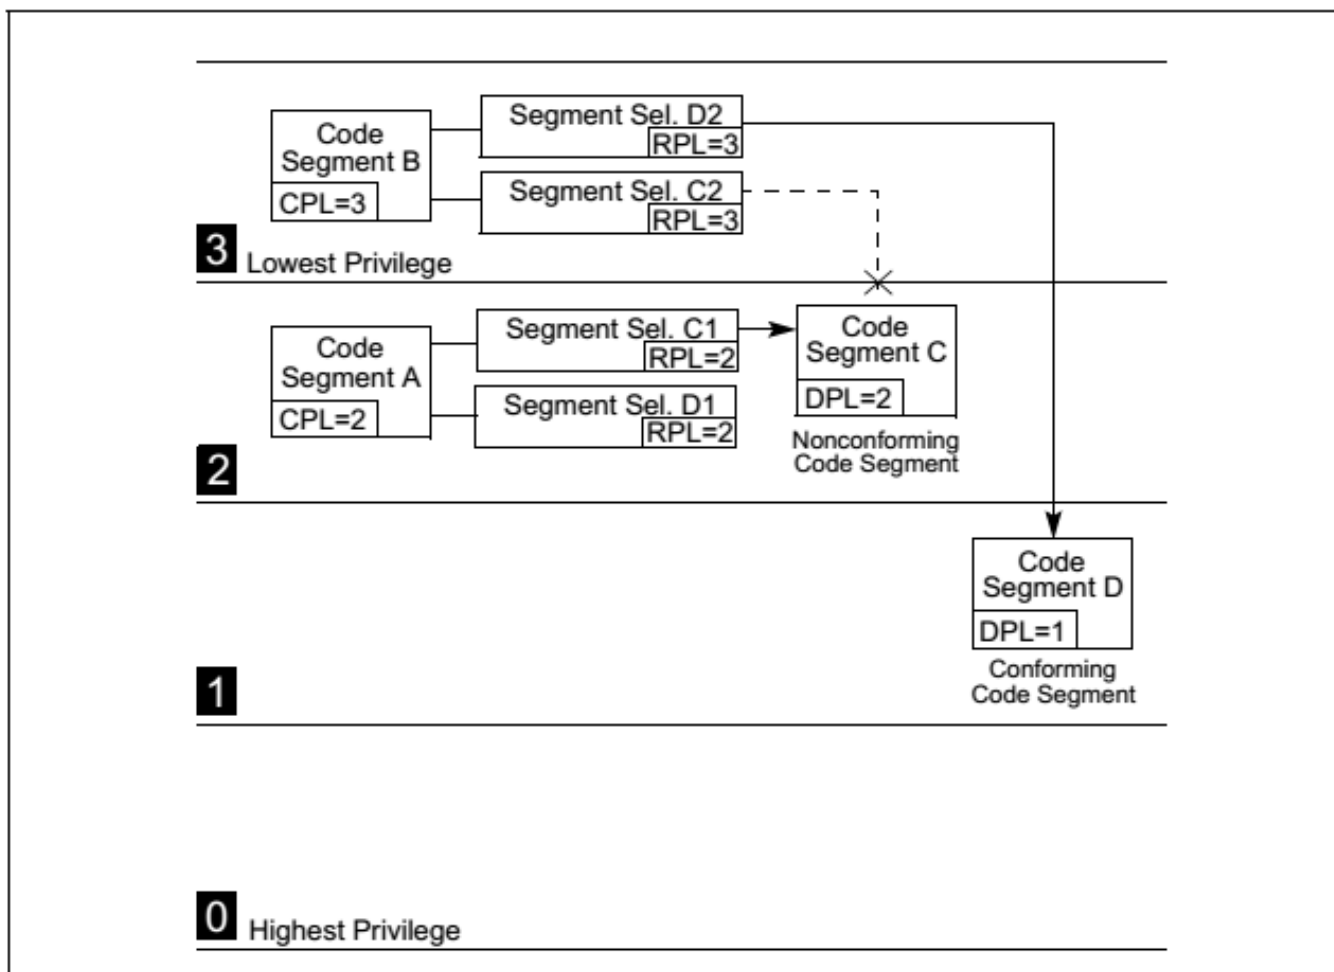 Code
Segment B
CPL=3
Segment Sel. D2
RPL=3
Segment Sel. C2
RPL=3
3 Lowest Privilege
Code
Segment A
CPL=2
Segment Sel. C1
RPL=2
Segment Sel. D1
RPL=2
Code
Segment C
DPL=2
Nonconforming
Code Segment
2
Code
Segment D
DPL=1
Conforming
Code Segment
1
0 Highest Privilege